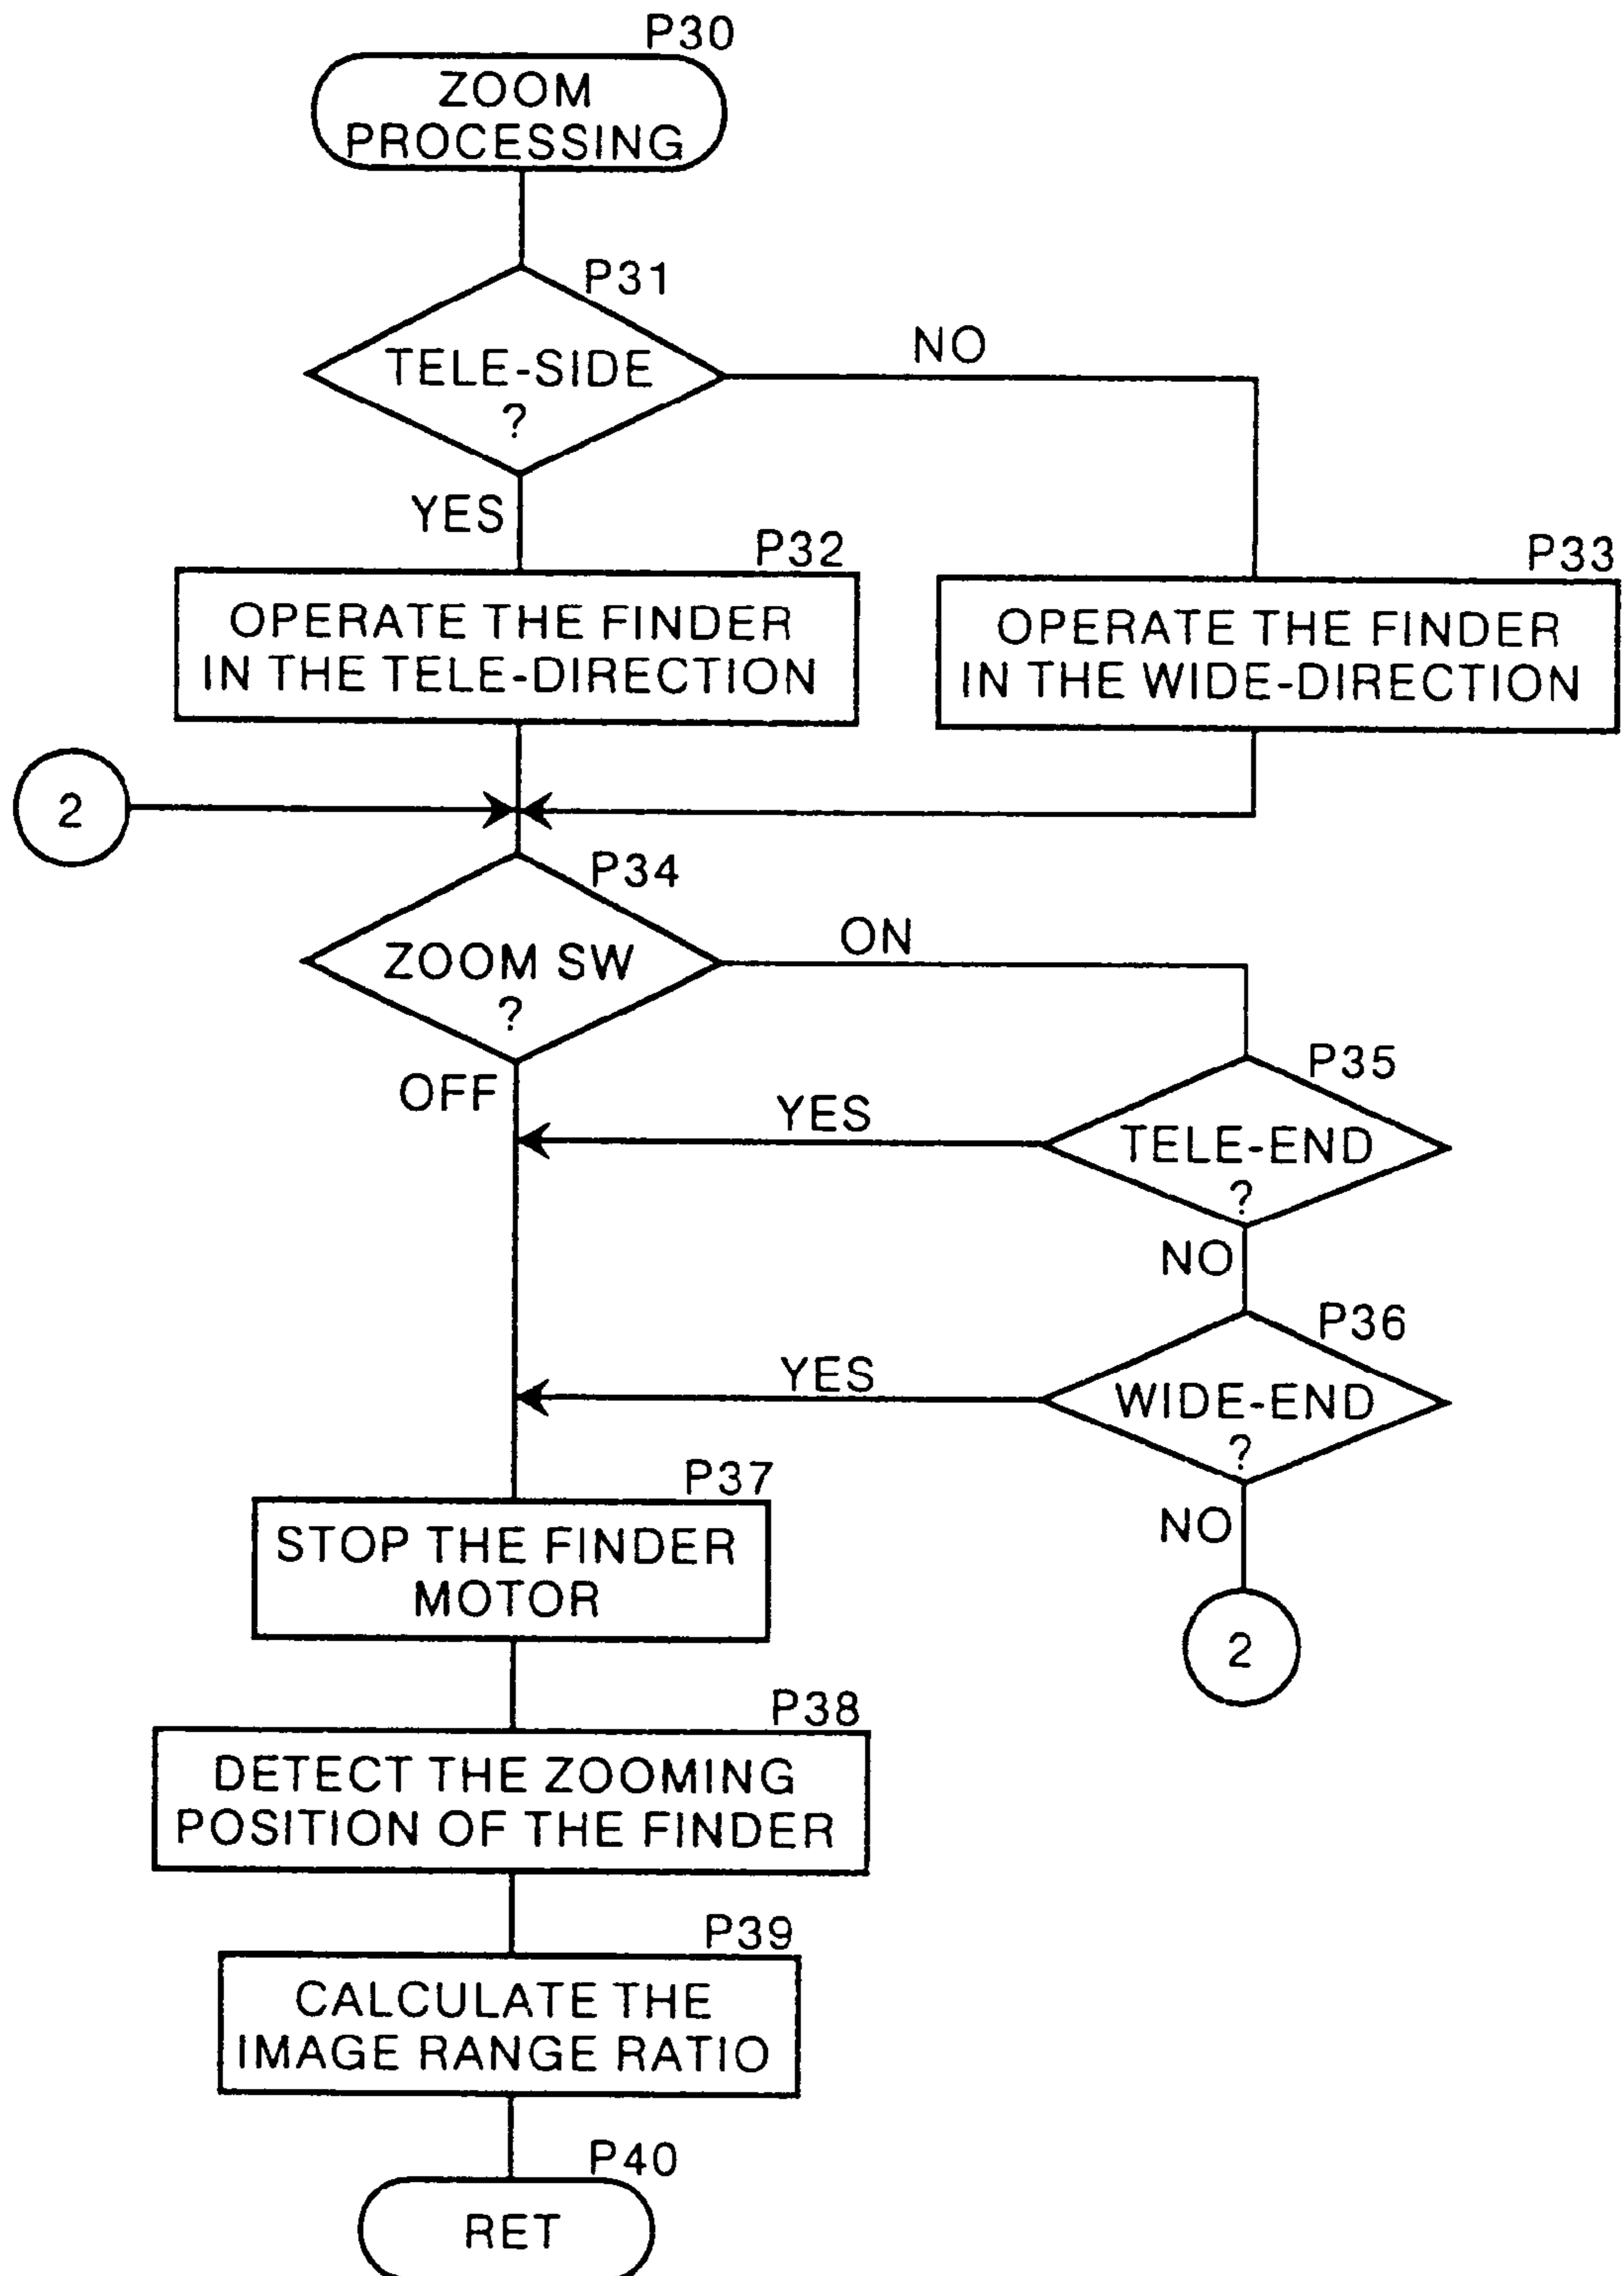 P30
ZOOM
PROCESSING
P31
TELE-SIDE
?
NO
YES
P32
OPERATE THE FINDER
IN THE TELE-DIRECTION
P33
OPERATE THE FINDER
IN THE WIDE-DIRECTION
2
P34
ZOOM SW
?
ON
OFF
P35
TELE-END
?
YES
NO
P36
WIDE-END
?
YES
NO
2
P37
STOP THE FINDER
MOTOR
P38
DETECT THE ZOOMING
POSITION OF THE FINDER
P39
CALCULATE THE
IMAGE RANGE RATIO
P40
RET